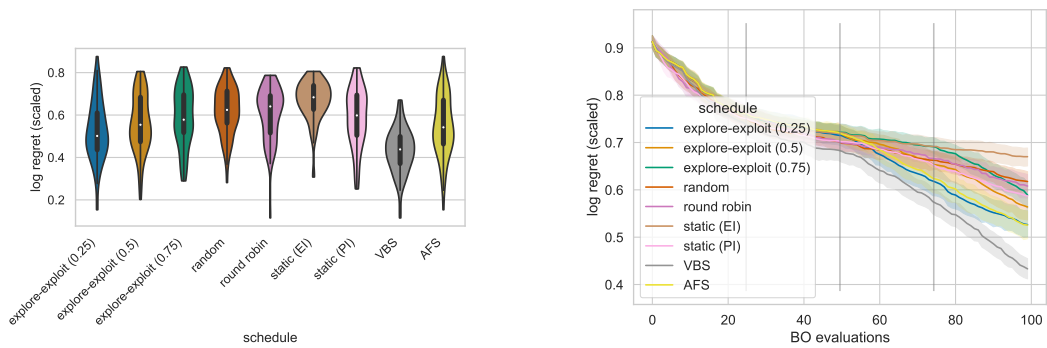 log regret (scaled)
0.8
0.6
0.4
0.2
explore-exploit (0.25)
explore-exploit (0.5)
explore-exploit (0.75)
random
round robin
static (EI)
static (PI)
VBS
AFS
schedule
log regret (scaled)
0.9
0.8
0.7
0.6
0.5
0.4
schedule
explore-exploit (0.25)
explore-exploit (0.5)
explore-exploit (0.75)
random
round robin
static (EI)
static (PI)
VBS
AFS
0 20 40 60 80 100
BO evaluations